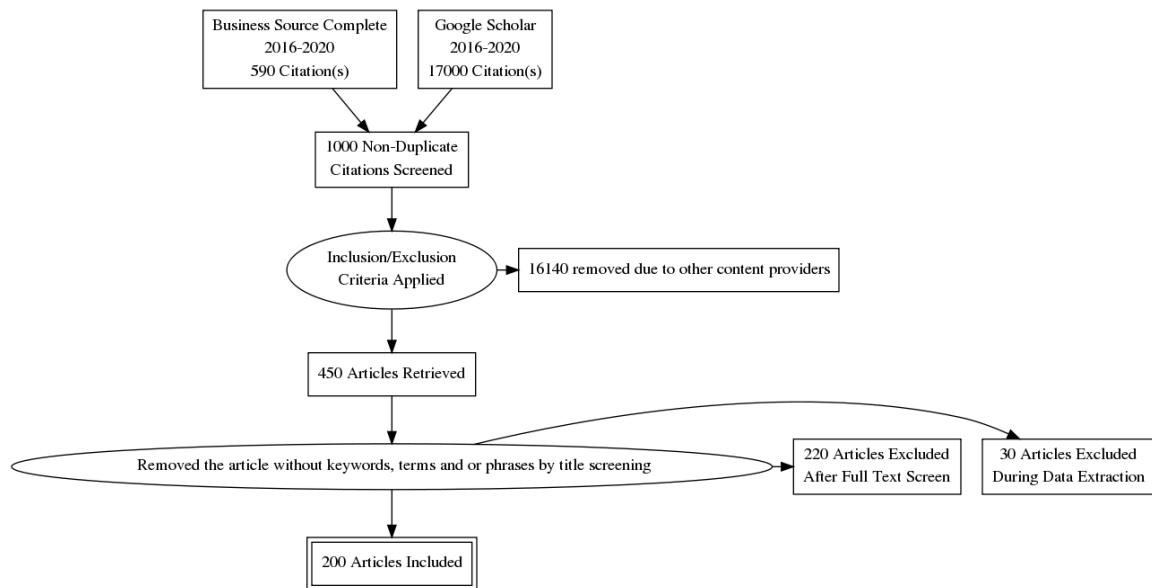 Business Source Complete
2016-2020
590 Citation(s)
Google Scholar
2016-2020
17000 Citation(s)
1000 Non-Duplicate
Citations Screened
Inclusion/Exclusion
Criteria Applied
16140 removed due to other content providers
450 Articles Retrieved
Removed the article without keywords, terms and or phrases by title screening
220 Articles Excluded
After Full Text Screen
30 Articles Excluded
During Data Extraction
200 Articles Included